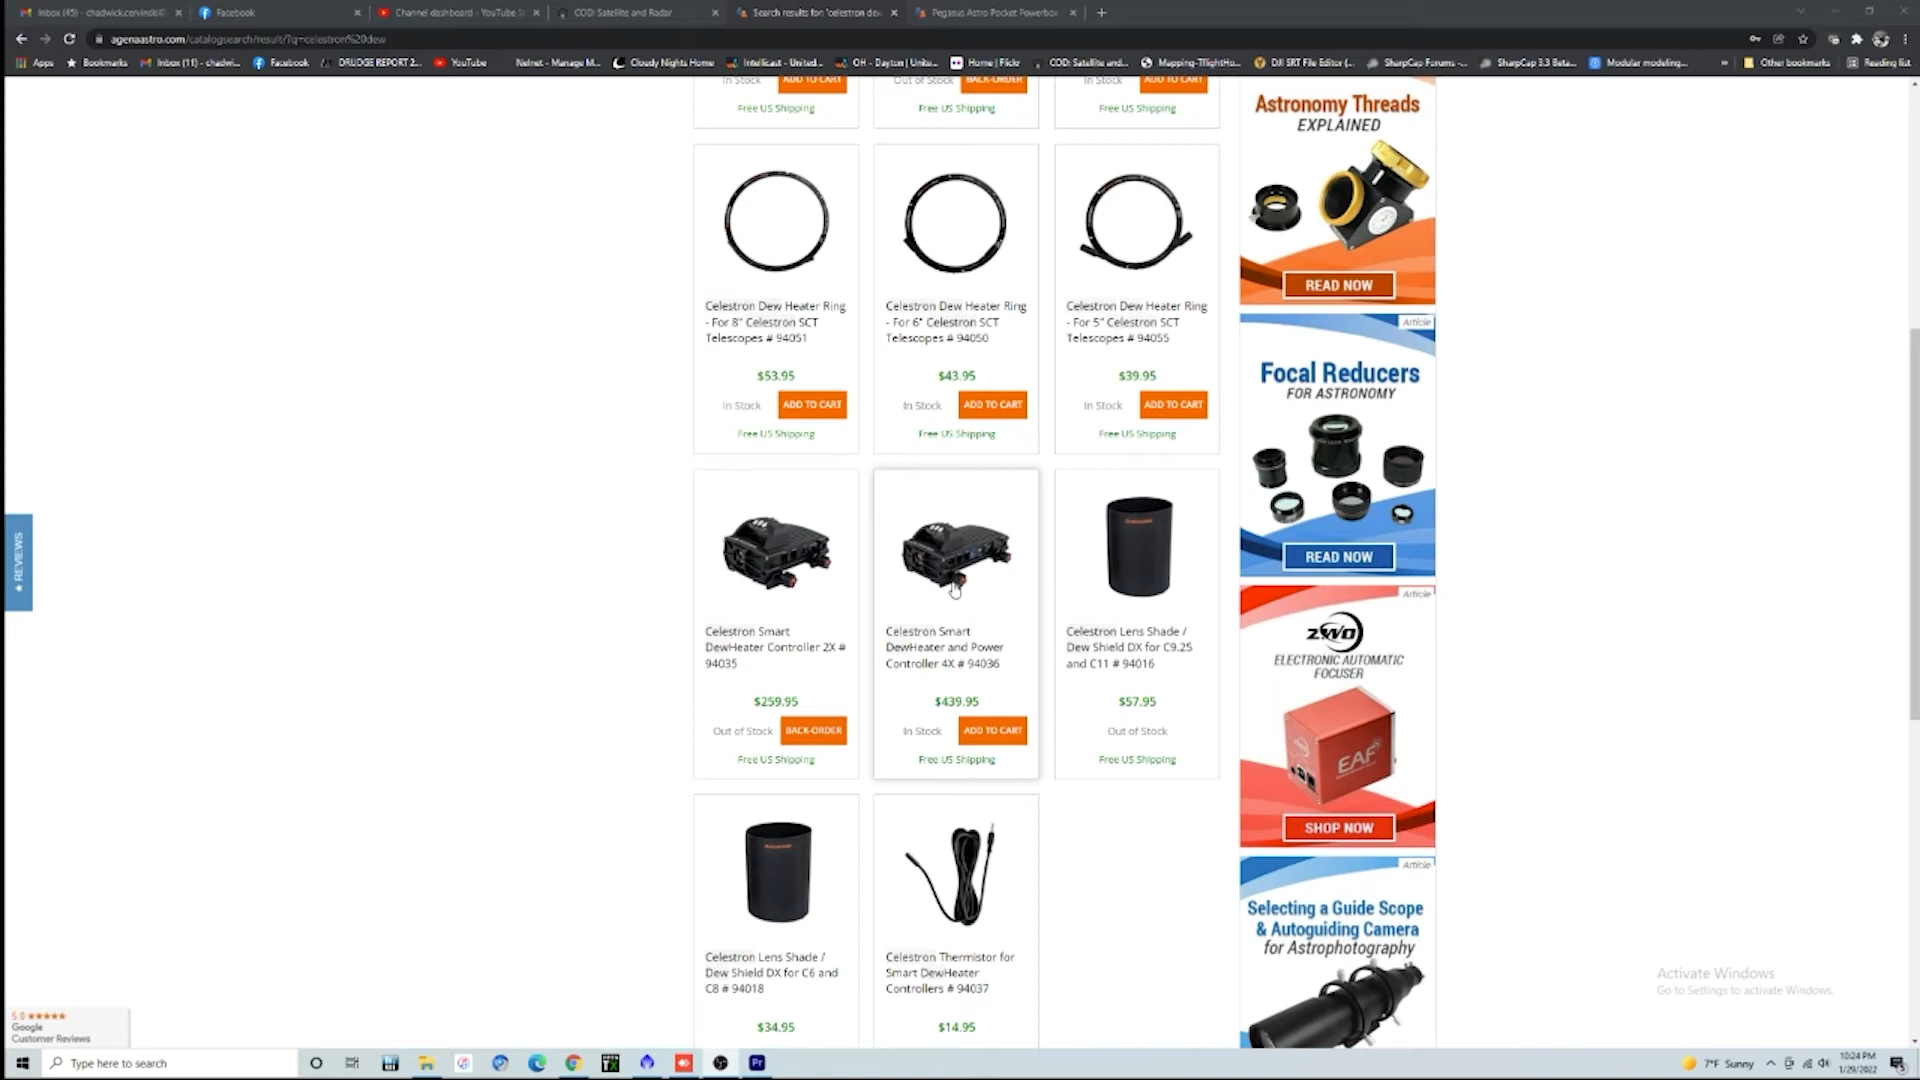 Inbox (45) - chadwick.cervinski@
Facebook
Channel dashboard - YouTube St
COD: Satellite and Radar
Search results for: 'celestron dew
Pegasus Astro Pocket Powerbox
agenaastro.com/catalogsearch/result/?q=celestron%20dew
Apps
Bookmarks
Inbox (11) - chadwi...
Facebook
DRUDGE REPORT 2...
YouTube
Nelnet - Manage M...
Cloudy Nights Home
Intellicast - United...
OH - Dayton | Unite...
Home | Flickr
COD: Satellite and...
Mapping-TFlightHo...
DJI SRT File Editor (...
SharpCap Forums -...
SharpCap 3.3 Beta...
Modular modeling...
»
Other bookmarks
Reading list
In Stock ADD TO CART
Free US Shipping
Out of Stock BACK-ORDER
Free US Shipping
In Stock ADD TO CART
Free US Shipping
Celestron Dew Heater Ring
- For 8" Celestron SCT
Telescopes # 94051
$53.95
In Stock ADD TO CART
Free US Shipping
Celestron Dew Heater Ring
- For 6" Celestron SCT
Telescopes # 94050
$43.95
In Stock ADD TO CART
Free US Shipping
Celestron Dew Heater Ring
- For 5" Celestron SCT
Telescopes # 94055
$39.95
In Stock ADD TO CART
Free US Shipping
Celestron Smart
DewHeater Controller 2X #
94035
$259.95
Out of Stock BACK-ORDER
Free US Shipping
Celestron Smart
DewHeater and Power
Controller 4X # 94036
$439.95
In Stock ADD TO CART
Free US Shipping
Celestron Lens Shade /
Dew Shield DX for C9.25
and C11 # 94016
$57.95
Out of Stock
Free US Shipping
Celestron Lens Shade /
Dew Shield DX for C6 and
C8 # 94018
$34.95
Celestron Thermistor for
Smart DewHeater
Controllers # 94037
$14.95
Astronomy Threads
EXPLAINED
READ NOW
Article
Focal Reducers
FOR ASTRONOMY
READ NOW
Article
ZWO
ELECTRONIC AUTOMATIC
FOCUSER
EAF
SHOP NOW
Article
Selecting a Guide Scope
& Autoguiding Camera
for Astrophotography
★ REVIEWS
5.0 ★★★★★
Google
Customer Reviews
Activate Windows
Go to Settings to activate Windows.
Type here to search
Pr
7°F Sunny
10:24 PM
1/29/2022